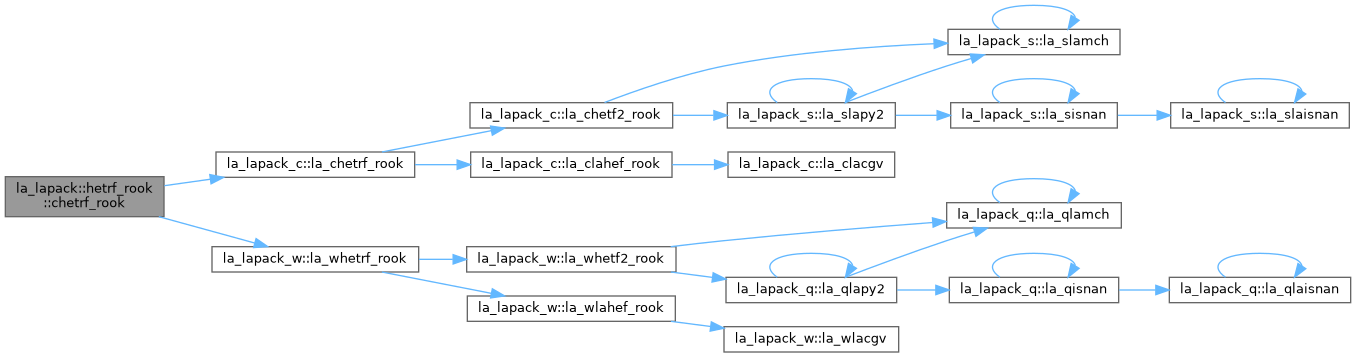 la_lapack::hetrf_rook
::chetrf_rook
la_lapack_c::la_chetrf_rook
la_lapack_w::la_whetrf_rook
la_lapack_c::la_chetf2_rook
la_lapack_c::la_clahef_rook
la_lapack_w::la_whetf2_rook
la_lapack_w::la_wlahef_rook
la_lapack_s::la_slapy2
la_lapack_c::la_clacgv
la_lapack_q::la_qlapy2
la_lapack_w::la_wlacgv
la_lapack_s::la_slamch
la_lapack_s::la_sisnan
la_lapack_q::la_qlamch
la_lapack_q::la_qisnan
la_lapack_s::la_slaisnan
la_lapack_q::la_qlaisnan